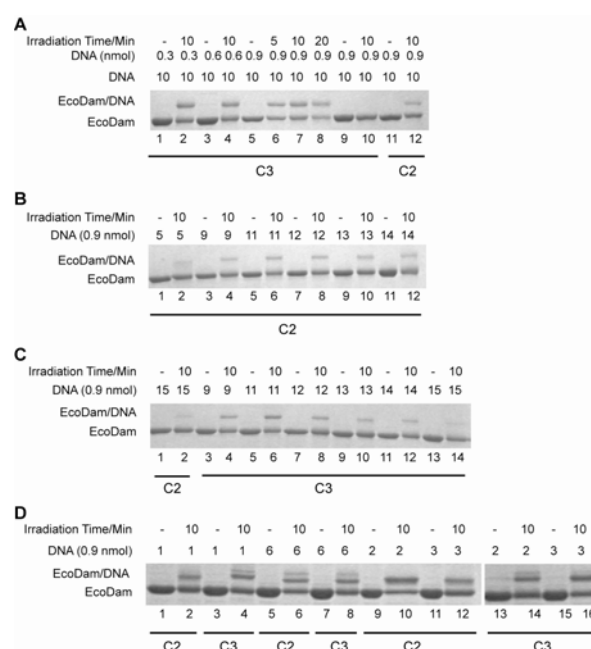 A
Irradiation Time/Min - 10 - 10 - 5 10 20 - 10 - 10
DNA (nmol) 0.3 0.3 0.6 0.6 0.9 0.9 0.9 0.9 0.9 0.9 0.9 0.9
DNA 10 10 10 10 10 10 10 10 10 10 10 10
EcoDam/DNA
EcoDam
1 2 3 4 5 6 7 8 9 10 11 12
C3 C2
B
Irradiation Time/Min - 10 - 10 - 10 - 10 - 10 - 10
DNA (0.9 nmol) 5 5 9 9 11 11 12 12 13 13 14 14
EcoDam/DNA
EcoDam
1 2 3 4 5 6 7 8 9 10 11 12
C2
C
Irradiation Time/Min - 10 - 10 - 10 - 10 - 10 - 10 - 10
DNA (0.9 nmol) 15 15 9 9 11 11 12 12 13 13 14 14 15 15
EcoDam/DNA
EcoDam
1 2 3 4 5 6 7 8 9 10 11 12 13 14
C2 C3
D
Irradiation Time/Min - 10 - 10 - 10 - 10 - 10 - 10 - 10 - 10
DNA (0.9 nmol) 1 1 1 1 6 6 6 6 2 2 3 3 2 2 3 3
EcoDam/DNA
EcoDam
1 2 3 4 5 6 7 8 9 10 11 12 13 14 15 16
C2 C3 C2 C3 C2 C3